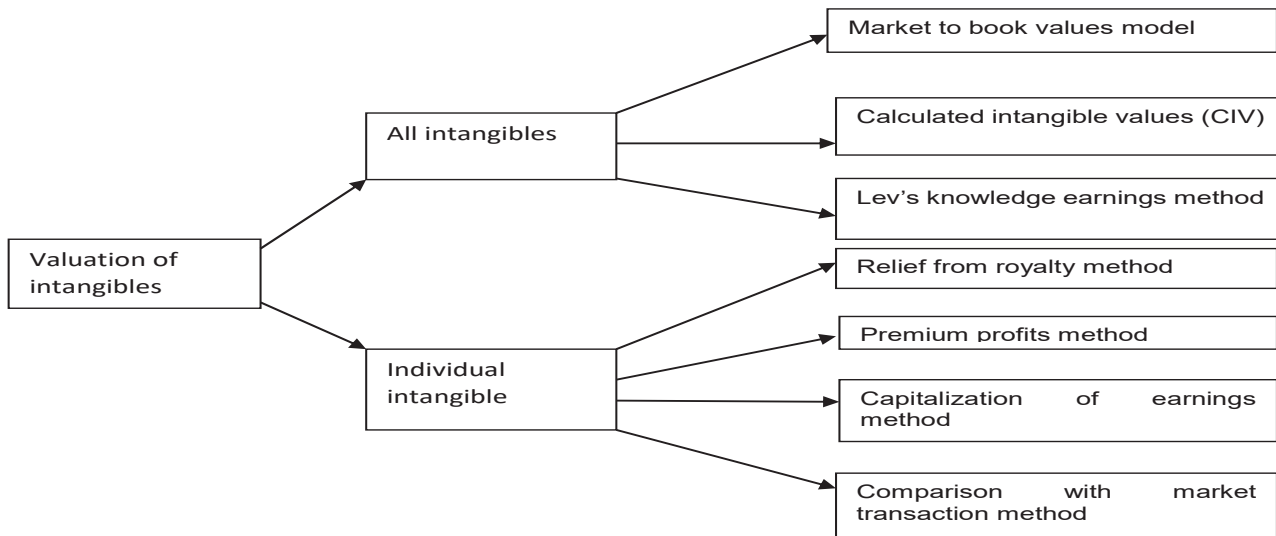 Valuation of
intangibles
All intangibles
Individual
intangible
Market to book values model
Calculated intangible values (CIV)
Lev's knowledge earnings method
Relief from royalty method
Premium profits method
Capitalization of earnings
method
Comparison with market
transaction method